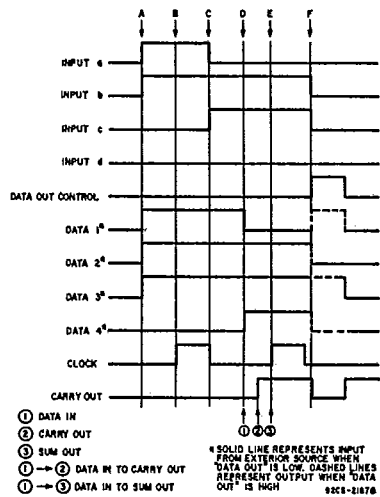 A B C D E F
INPUT a
INPUT b
INPUT c
INPUT d
DATA OUT CONTROL
DATA 1*
DATA 2*
DATA 3*
DATA 4*
CLOCK
CARRY OUT
① ② ③
① DATA IN
② CARRY OUT
③ SUM OUT
① → ② DATA IN TO CARRY OUT
① → ③ DATA IN TO SUM OUT
* SOLID LINE REPRESENTS INPUT
FROM EXTERIOR SOURCE WHEN
"DATA OUT" IS LOW. DASHED LINES
REPRESENT OUTPUT WHEN "DATA
OUT" IS HIGH
92CS-21676